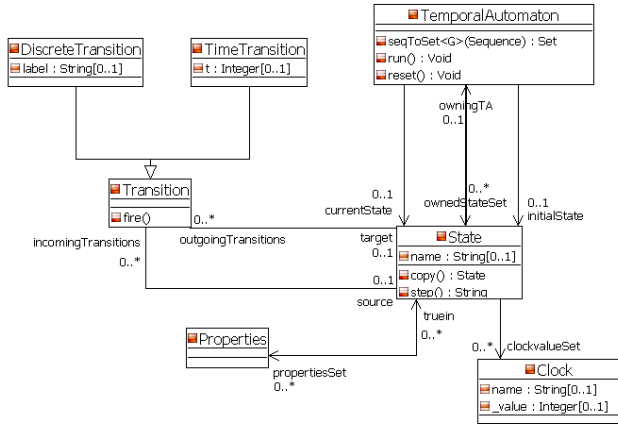 TemporalAutomaton
seqToSet<G>(Sequence) : Set
run() : Void
reset() : Void
DiscreteTransition
label : String[0..1]
TimeTransition
t : Integer[0..1]
owningTA
0..1
Transition
fire()
0..1
currentState
0..*
ownedStateSet
0..1
initialState
0..*
outgoingTransitions
incomingTransitions
0..*
target
0..1
0..1
source
State
name : String[0..1]
copy() : State
step() : String
truein
0..*
Properties
propertiesSet
0..*
0..*
clockvalueSet
Clock
name : String[0..1]
_value : Integer[0..1]